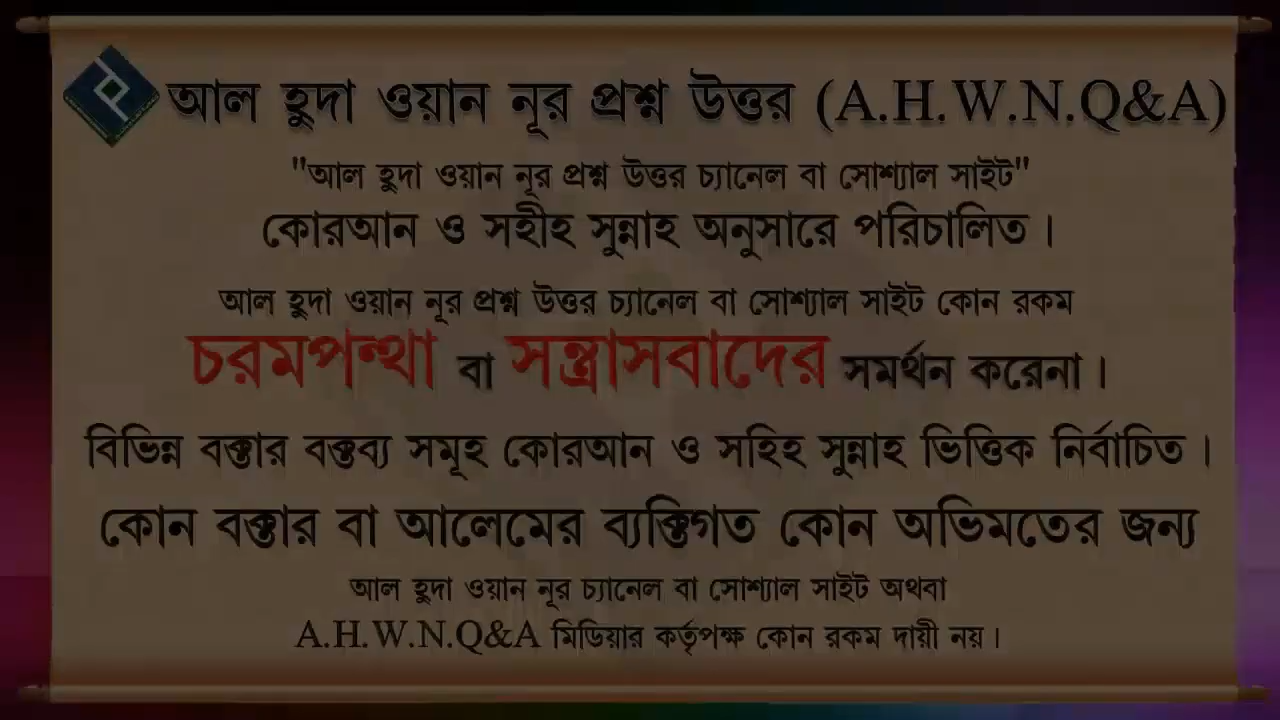 আল হুদা ওয়ান নূর প্রশ্ন উত্তর (A.H.W.N.Q&A)
"আল হুদা ওয়ান নূর প্রশ্ন উত্তর চ্যানেল বা সোশ্যাল সাইট"
কোরআন ও সহীহ সুন্নাহ অনুসারে পরিচালিত।
আল হুদা ওয়ান নূর প্রশ্ন উত্তর চ্যানেল বা সোশ্যাল সাইট কোন রকম
চরমপন্থা বা সন্ত্রাসবাদের সমর্থন করেনা।
বিভিন্ন বক্তার বক্তব্য সমূহ কোরআন ও সহিহ সুন্নাহ ভিত্তিক নির্বাচিত।
কোন বক্তার বা আলেমের ব্যক্তিগত কোন অভিমতের জন্য
আল হুদা ওয়ান নূর চ্যানেল বা সোশ্যাল সাইট অথবা
A.H.W.N.Q&A মিডিয়ার কর্তৃপক্ষ কোন রকম দায়ী নয়।